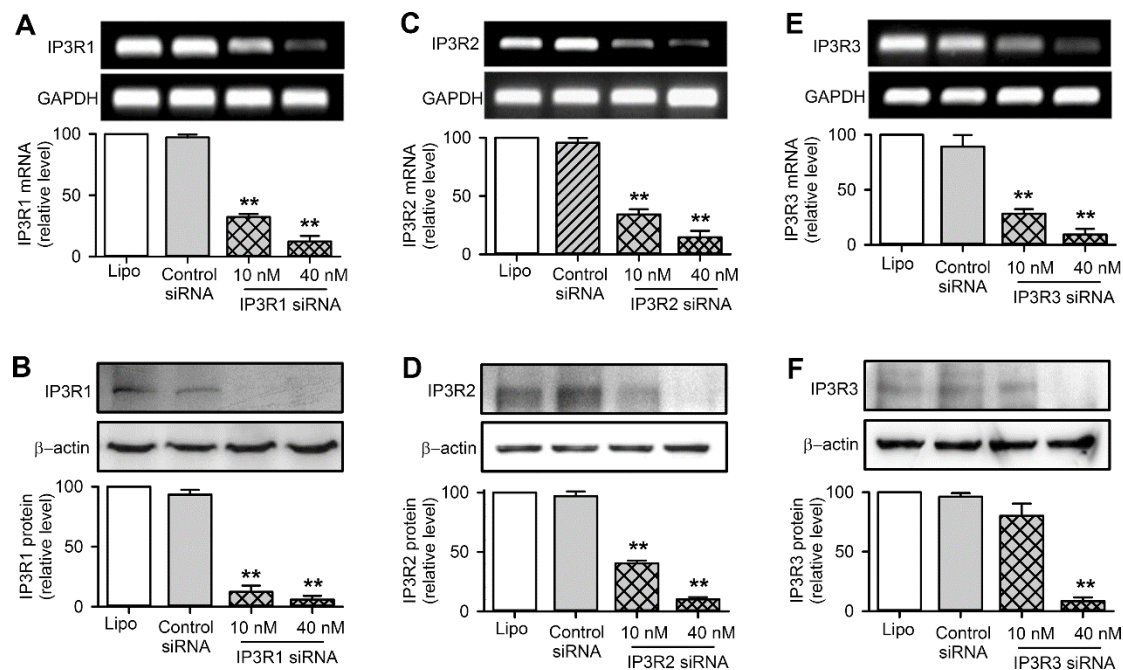 A
IP3R1
GAPDH
IP3R1 mRNA
(relative level)
100
50
0
Lipo
Control
siRNA
10 nM
40 nM
**
**
IP3R1 siRNA
C
IP3R2
GAPDH
IP3R2 mRNA
(relative level)
100
50
0
Lipo
Control
siRNA
10 nM
40 nM
**
**
IP3R2 siRNA
E
IP3R3
GAPDH
IP3R3 mRNA
(relative level)
100
50
0
Lipo
Control
siRNA
10 nM
40 nM
**
**
IP3R3 siRNA
B
IP3R1
β–actin
IP3R1 protein
(relative level)
100
50
0
Lipo
Control
siRNA
10 nM
40 nM
**
**
IP3R1 siRNA
D
IP3R2
β–actin
IP3R2 protein
(relative level)
100
50
0
Lipo
Control
siRNA
10 nM
40 nM
**
**
IP3R2 siRNA
F
IP3R3
β–actin
IP3R3 protein
(relative level)
100
50
0
Lipo
Control
siRNA
10 nM
40 nM
**
IP3R3 siRNA